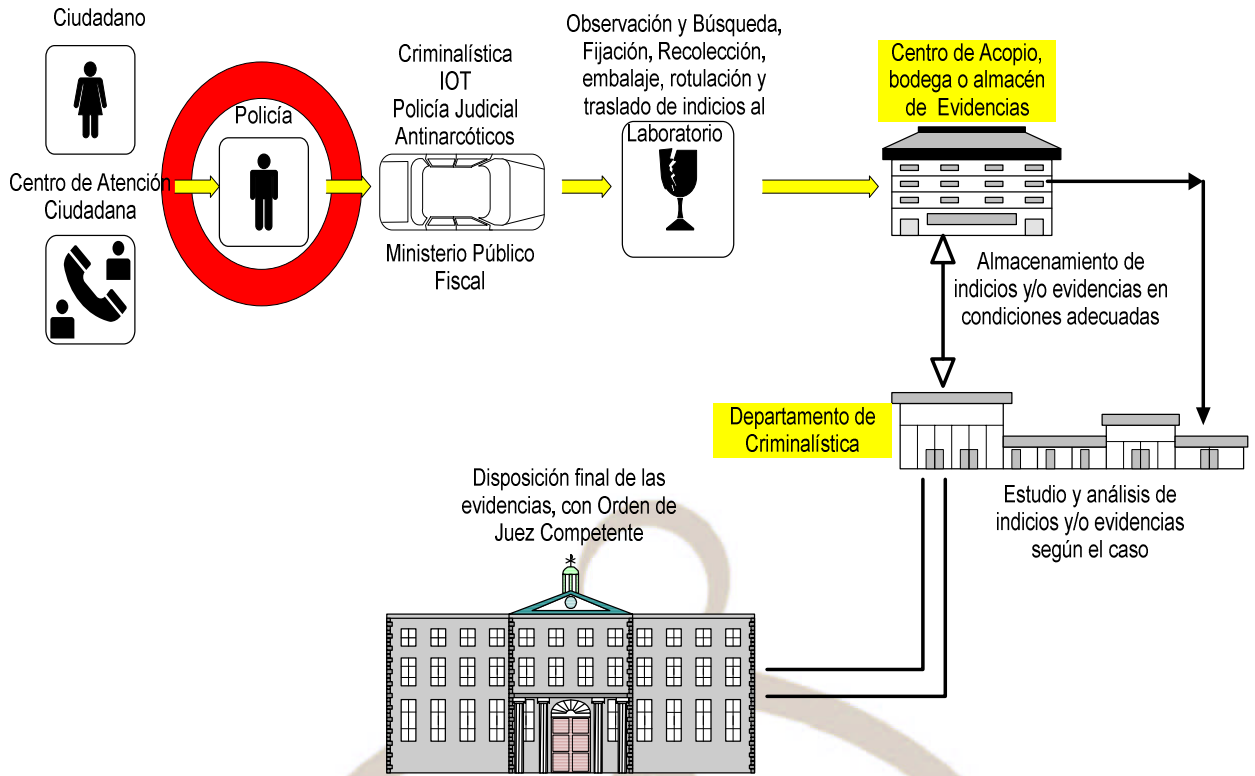 Ciudadano
Centro de Atención
Ciudadana
Policía
Criminalística
IOT
Policía Judicial
Antinarcóticos
Ministerio Público
Fiscal
Observación y Búsqueda,
Fijación, Recolección,
embalaje, rotulación y
traslado de indicios al
Laboratorio
Centro de Acopio,
bodega o almacén
de Evidencias
Almacenamiento de
indicios y/o evidencias en
condiciones adecuadas
Departamento de
Criminalística
Estudio y análisis de
indicios y/o evidencias
según el caso
Disposición final de las
evidencias, con Orden de
Juez Competente